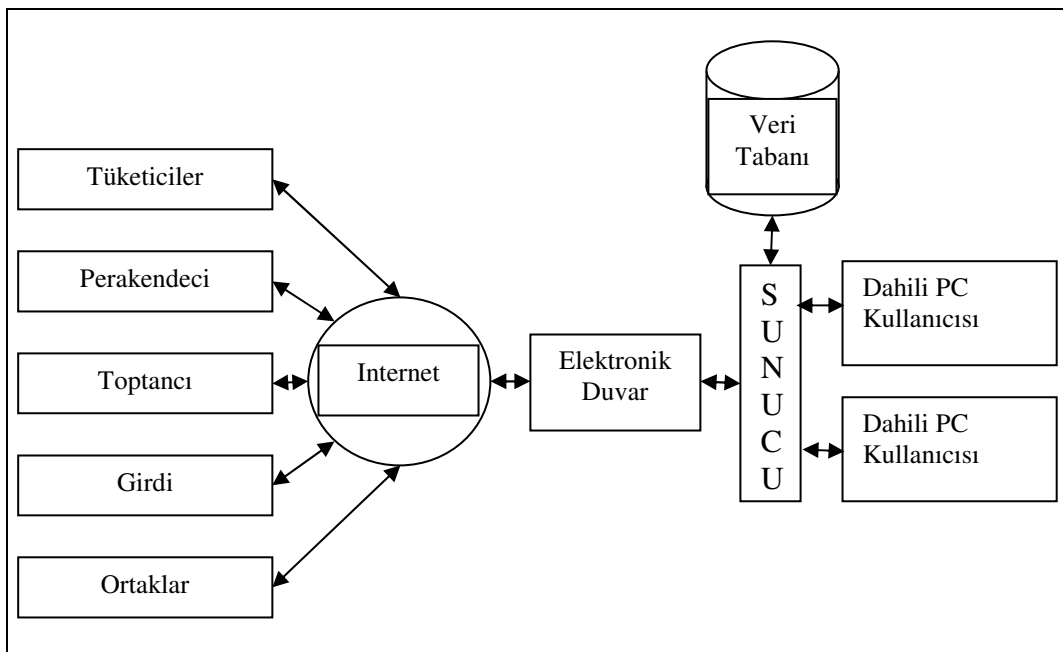 Tüketiciler
Perakendeci
Toptancı
Girdi
Ortaklar
Internet
Elektronik
Duvar
Veri
Tabanı
S
U
N
U
C
U
Dahili PC
Kullanıcısı
Dahili PC
Kullanıcısı